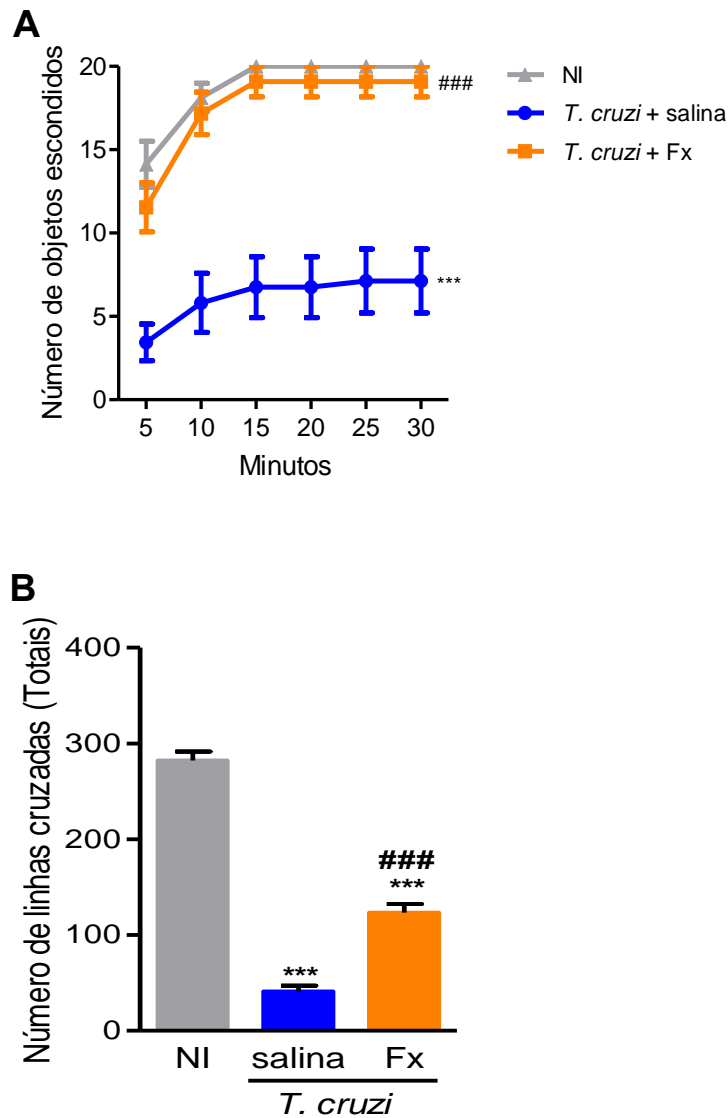 A
Número de objetos escondidos
20
15
10
5
0
###
***
5 10 15 20 25 30
Minutos
NI
T. cruzi + salina
T. cruzi + Fx
B
Número de linhas cruzadas (Totais)
400
300
200
100
0
***
###
***
NI salina Fx
T. cruzi